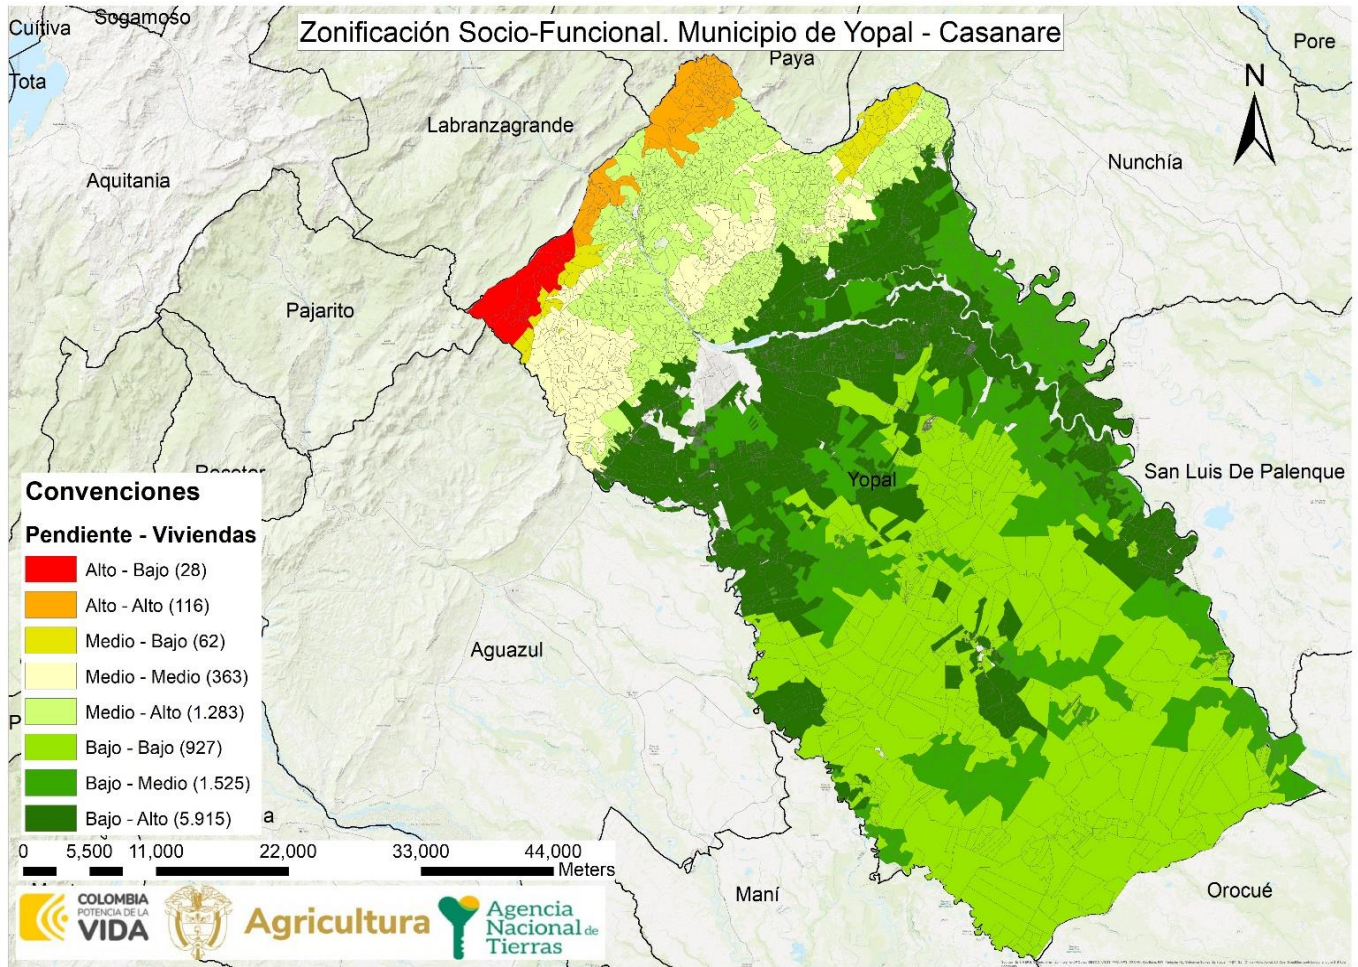 Sogamoso
Cuítiva
Zonificación Socio-Funcional. Municipio de Yopal - Casanare
Pore
Paya
Tota
N
Labranzagrande
Nunchía
Aquitania
Pajarito
San Luis De Palenque
Yopal
Convenciones
Pendiente - Viviendas
Alto - Bajo (28)
Alto - Alto (116)
Medio - Bajo (62)
Medio - Medio (363)
Medio - Alto (1.283)
Bajo - Bajo (927)
Bajo - Medio (1.525)
Bajo - Alto (5.915)
Aguazul
P
a
0 5,500 11,000 22,000 33,000 44,000
Meters
Maní
Orocué
COLOMBIA
POTENCIA DE LA
VIDA
Agricultura
Agencia
Nacional de
Tierras